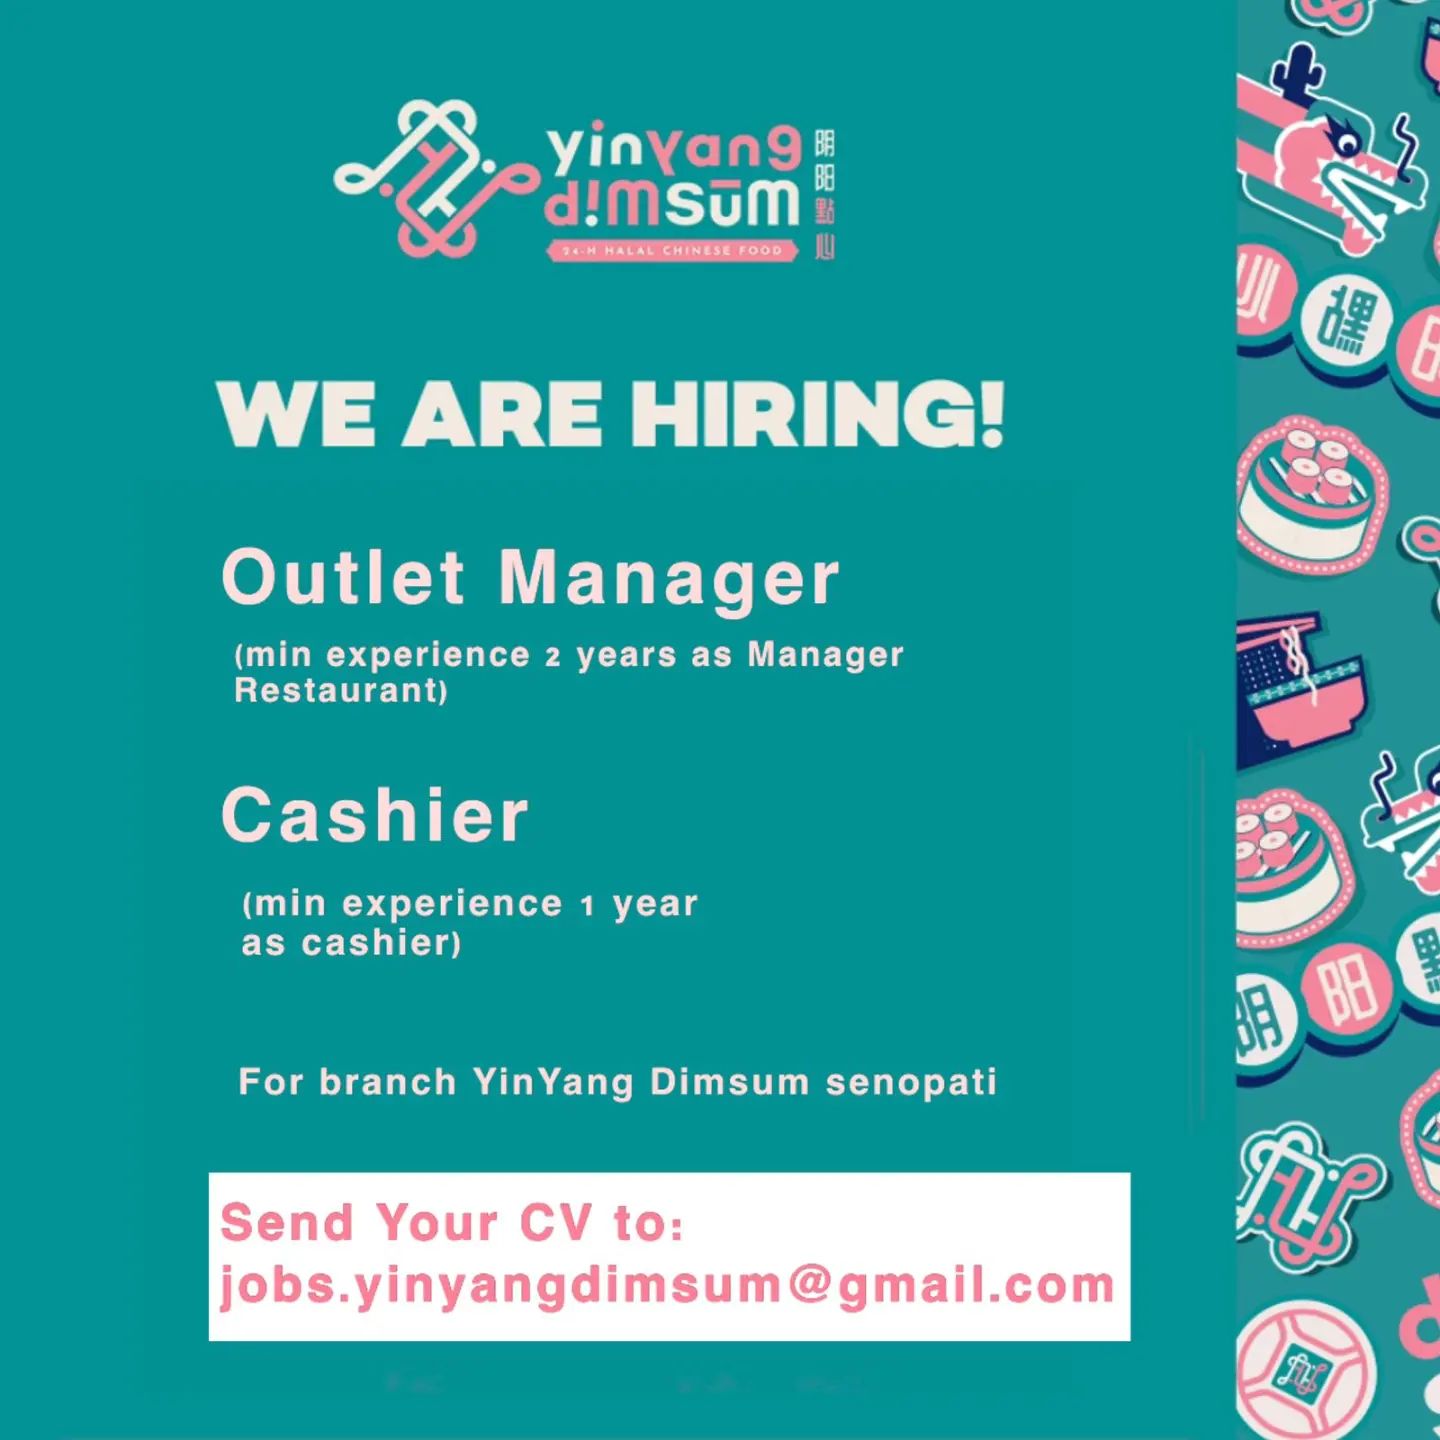 yinyang
dimsum
24-H HALAL CHINESE FOOD
阴阳點心
WE ARE HIRING!
Outlet Manager
(min experience 2 years as Manager
Restaurant)
Cashier
(min experience 1 year
as cashier)
For branch YinYang Dimsum senopati
Send Your CV to:
jobs.yinyangdimsum@gmail.com